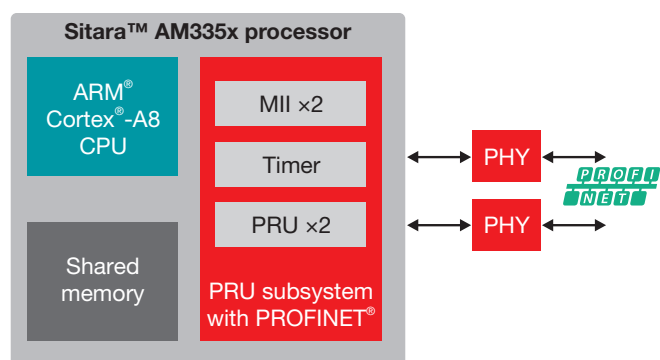 Sitara™ AM335x processor
ARM®
Cortex®-A8
CPU
Shared
memory
MII ×2
Timer
PRU ×2
PRU subsystem
with PROFINET®
PHY
PHY
PROFI
NET